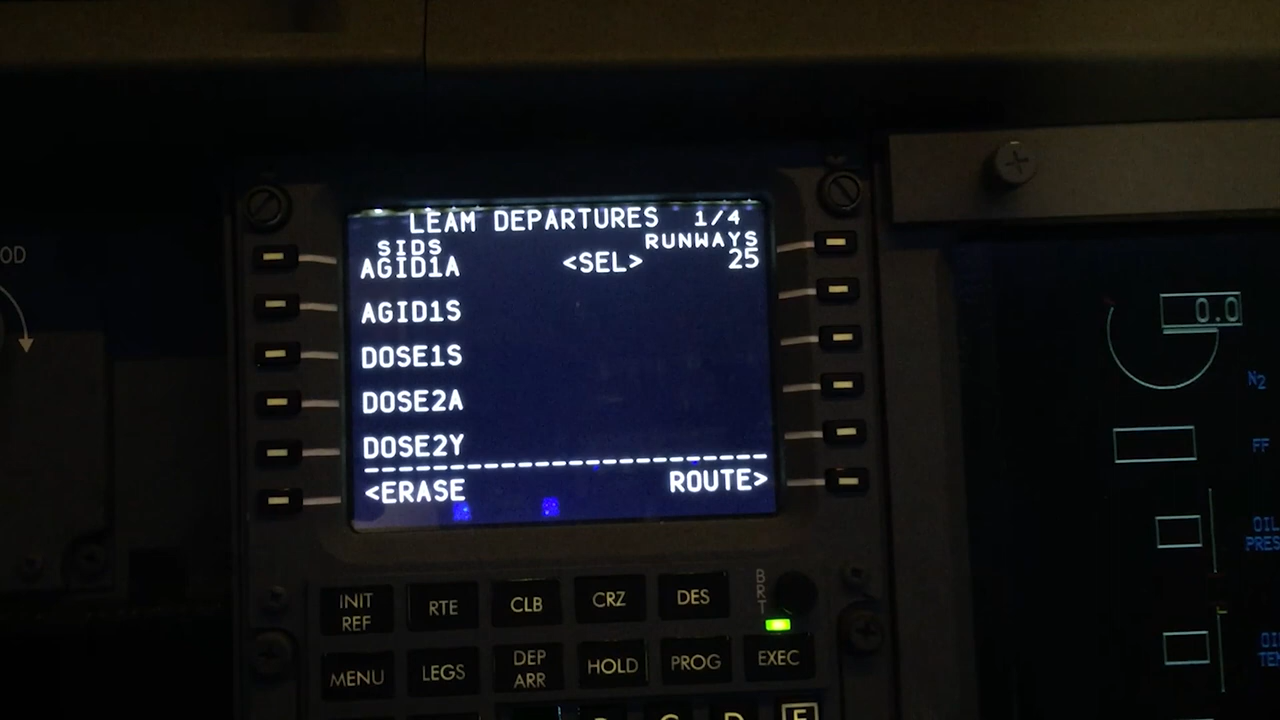 LEAM DEPARTURES 1/4
SIDS RUNWAYS
AGID1A <SEL> 25
AGID1S
DOSE1S
DOSE2A
DOSE2Y
<ERASE ROUTE>
OD
0.0
N2
FF
OIL
PRES
BRT
INIT REF RTE CLB CRZ DES
MENU LEGS DEP ARR HOLD PROG EXEC